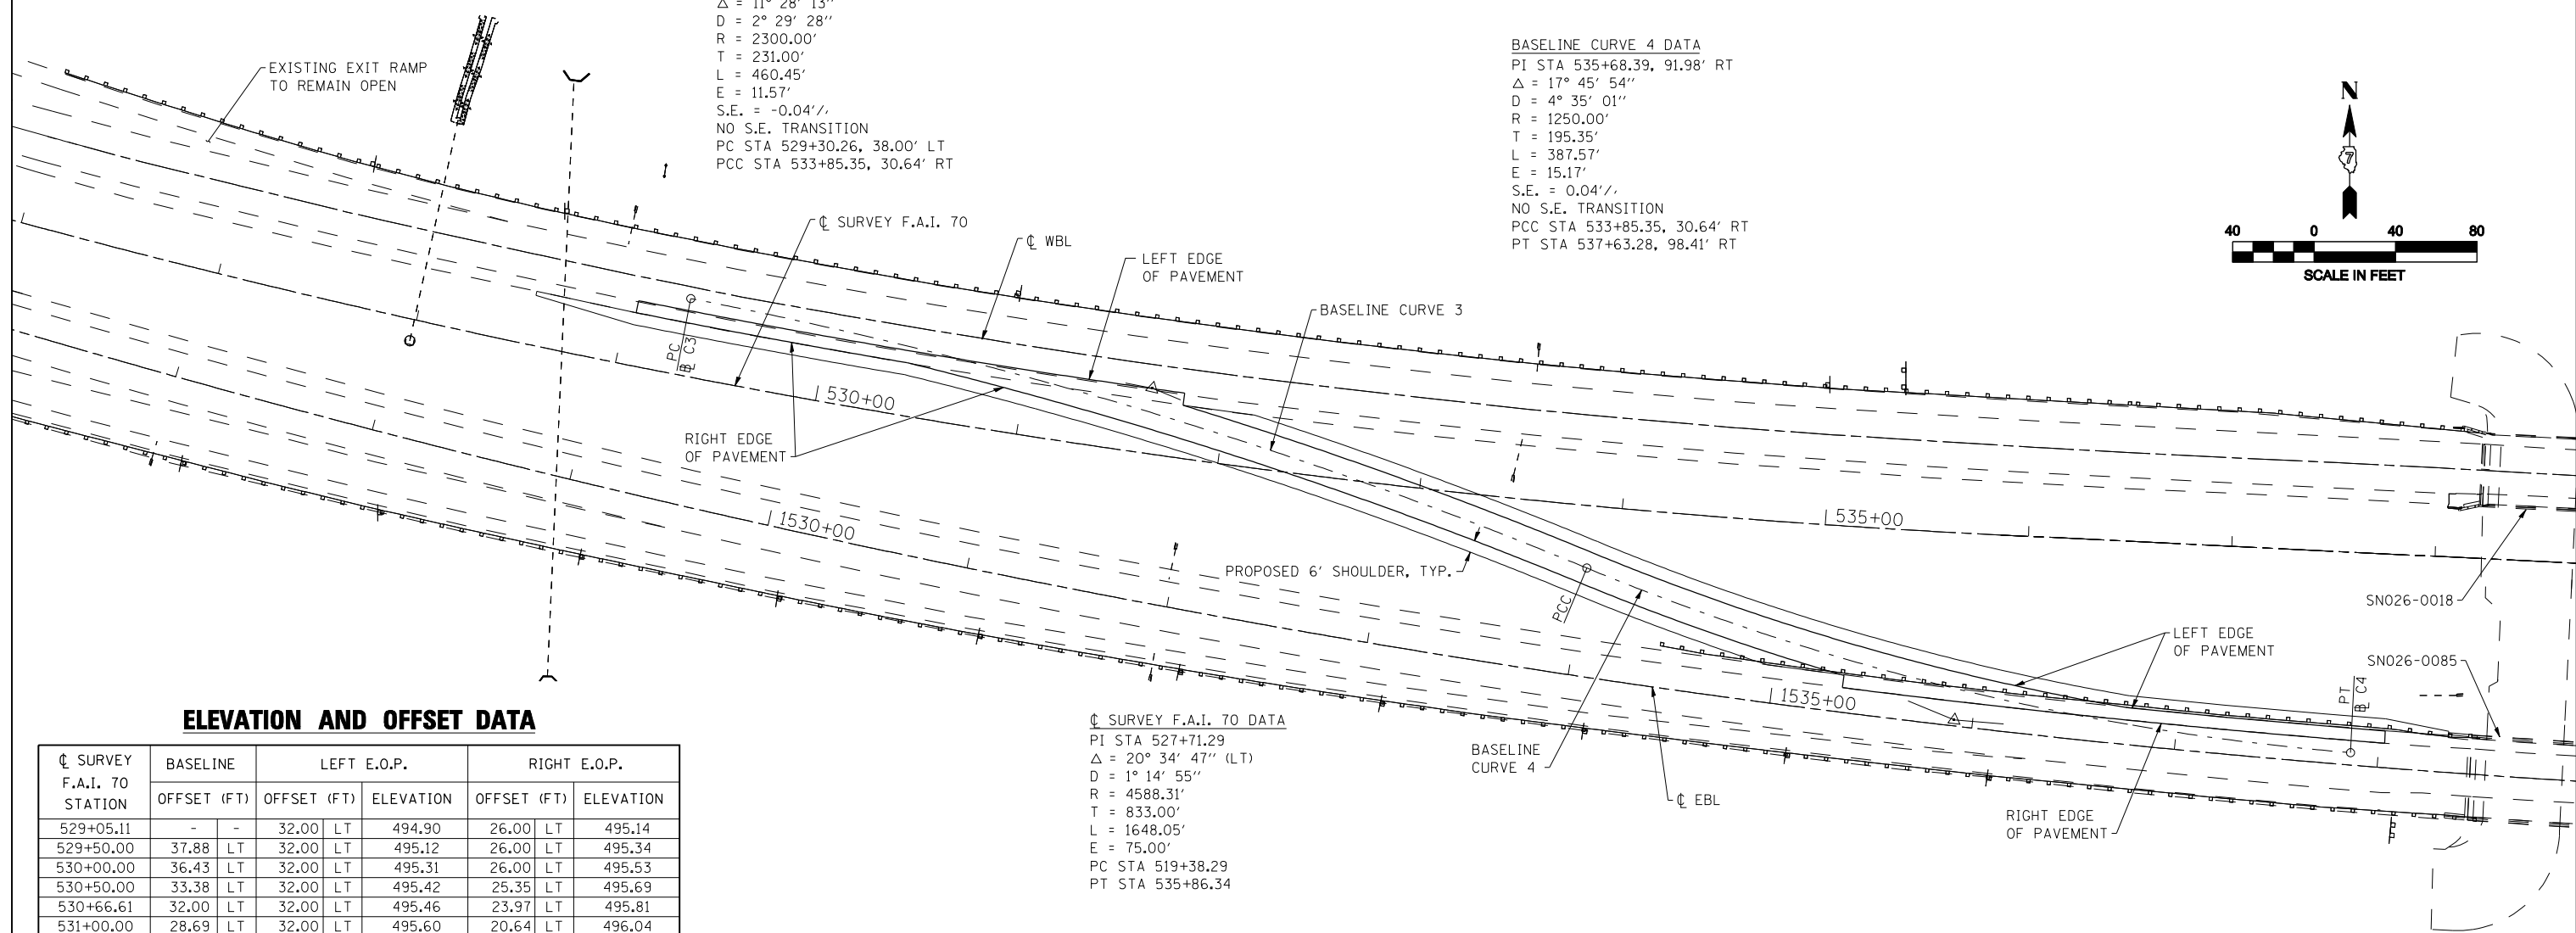 △ = 11° 28' 13"
D = 2° 29' 28"
R = 2300.00'
T = 231.00'
L = 460.45'
E = 11.57'
S.E. = -0.04'/'
NO S.E. TRANSITION
PC STA 529+30.26, 38.00' LT
PCC STA 533+85.35, 30.64' RT
BASELINE CURVE 4 DATA
PI STA 535+68.39, 91.98' RT
△ = 17° 45' 54"
D = 4° 35' 01"
R = 1250.00'
T = 195.35'
L = 387.57'
E = 15.17'
S.E. = 0.04'/'
NO S.E. TRANSITION
PCC STA 533+85.35, 30.64' RT
PT STA 537+63.28, 98.41' RT
N
7
40 0 40 80
SCALE IN FEET
EXISTING EXIT RAMP
TO REMAIN OPEN
℄ SURVEY F.A.I. 70
℄ WBL
LEFT EDGE
OF PAVEMENT
BASELINE CURVE 3
PC
BL C3
530+00
RIGHT EDGE
OF PAVEMENT
1530+00
535+00
PROPOSED 6' SHOULDER, TYP.
PCC
SN026-0018
LEFT EDGE
OF PAVEMENT
SN026-0085
PT
BL C4
1535+00
BASELINE
CURVE 4
℄ EBL
RIGHT EDGE
OF PAVEMENT
℄ SURVEY F.A.I. 70 DATA
PI STA 527+71.29
△ = 20° 34' 47" (LT)
D = 1° 14' 55"
R = 4588.31'
T = 833.00'
L = 1648.05'
E = 75.00'
PC STA 519+38.29
PT STA 535+86.34
ELEVATION AND OFFSET DATA
℄ SURVEY
F.A.I. 70
STATION
BASELINE LEFT E.O.P. RIGHT E.O.P.
OFFSET (FT) OFFSET (FT) ELEVATION OFFSET (FT) ELEVATION
529+05.11 - - 32.00 LT 494.90 26.00 LT 495.14
529+50.00 37.88 LT 32.00 LT 495.12 26.00 LT 495.34
530+00.00 36.43 LT 32.00 LT 495.31 26.00 LT 495.53
530+50.00 33.38 LT 32.00 LT 495.42 25.35 LT 495.69
530+66.61 32.00 LT 32.00 LT 495.46 23.97 LT 495.81
531+00.00 28.69 LT 32.00 LT 495.60 20.64 LT 496.04